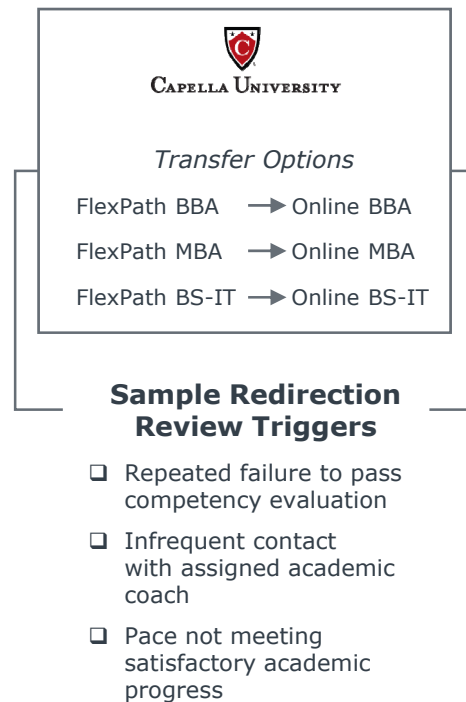 C
CAPELLA UNIVERSITY
Transfer Options
FlexPath BBA Online BBA
FlexPath MBA Online MBA
FlexPath BS-IT Online BS-IT
Sample Redirection
Review Triggers
Repeated failure to pass
competency evaluation
Infrequent contact
with assigned academic
coach
Pace not meeting
satisfactory academic
progress